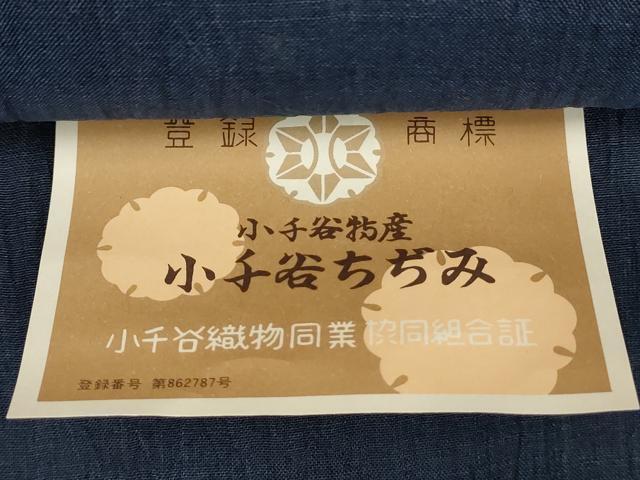 登録 商標
小千谷特産
小千谷ちぢみ
小千谷織物同業協同組合証
登録番号 第862787号